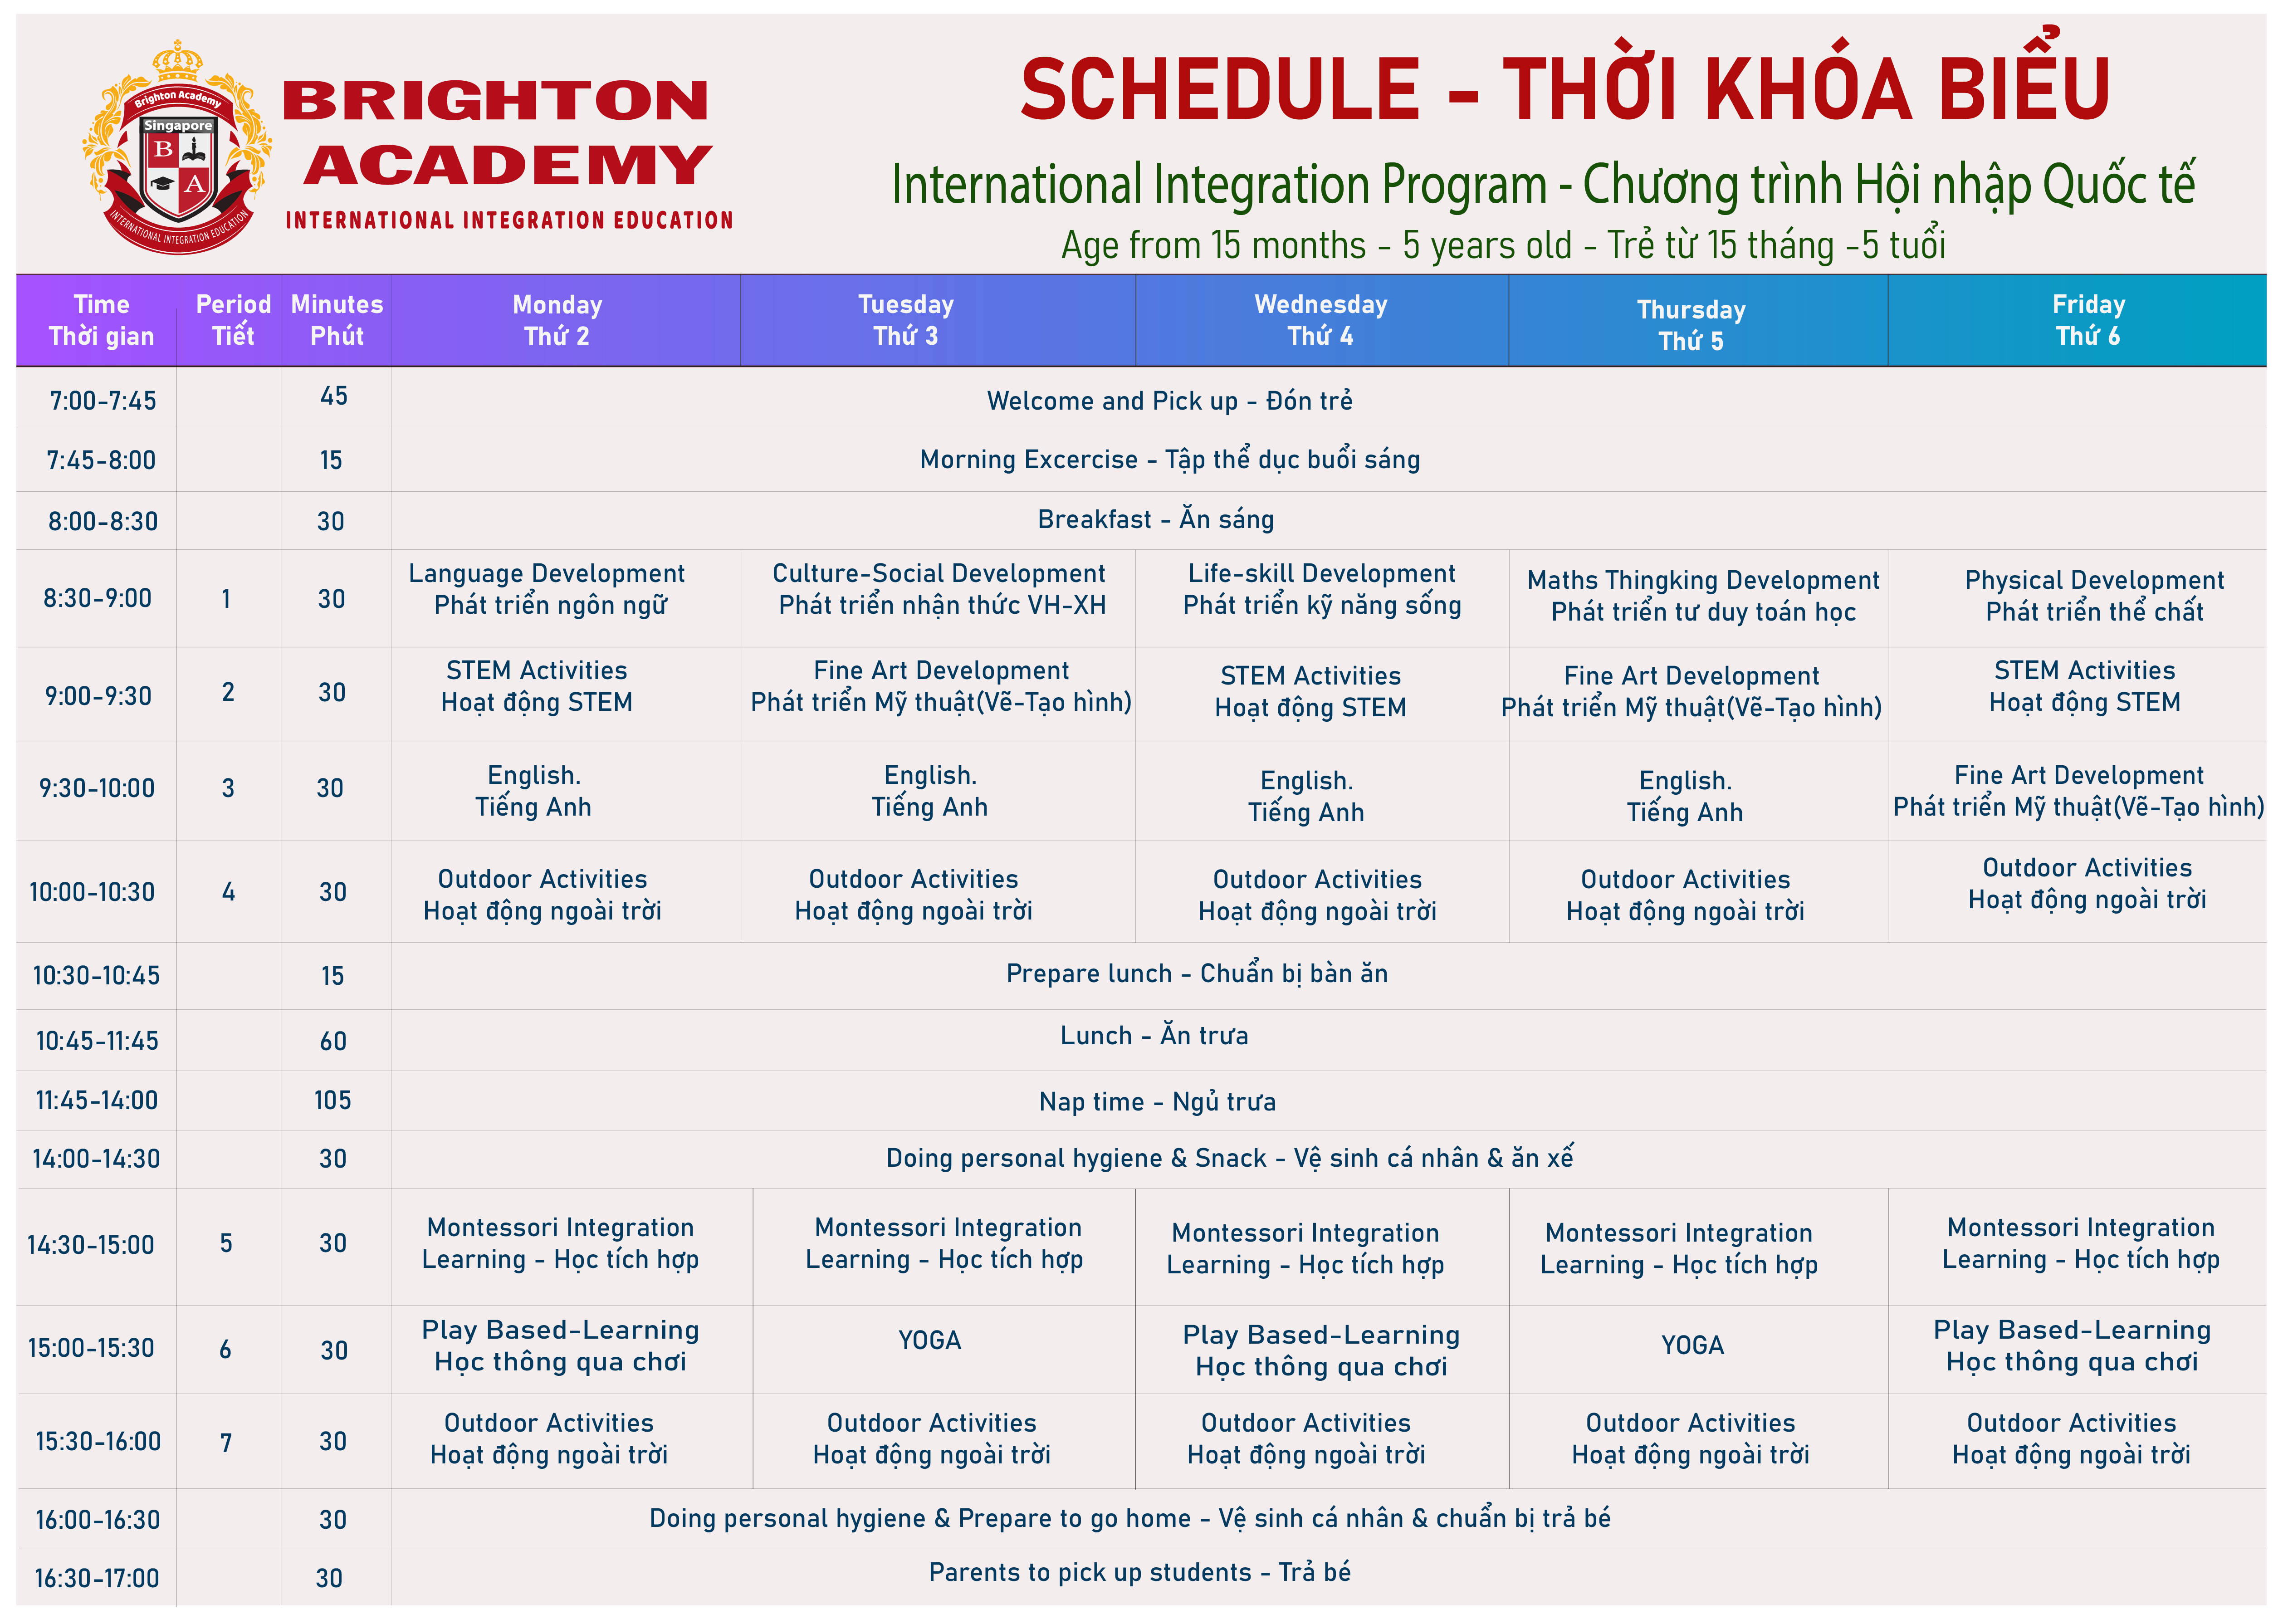 Brighton Academy
Singapore
B
A
INTERNATIONAL INTEGRATION EDUCATION
BRIGHTON
ACADEMY
INTERNATIONAL INTEGRATION EDUCATION
SCHEDULE - THỜI KHÓA BIỂU
International Integration Program - Chương trình Hội nhập Quốc tế
Age from 15 months - 5 years old - Trẻ từ 15 tháng -5 tuổi
Time Period Minutes Monday Tuesday Wednesday Thursday Friday
Thời gian Tiết Phút Thứ 2 Thứ 3 Thứ 4 Thứ 5 Thứ 6
7:00-7:45 45 Welcome and Pick up - Đón trẻ
7:45-8:00 15 Morning Excercise - Tập thể dục buổi sáng
8:00-8:30 30 Breakfast - Ăn sáng
Language Development Culture-Social Development Life-skill Development Maths Thingking Development Physical Development
8:30-9:00 1 30 Phát triển ngôn ngữ Phát triển nhận thức VH-XH Phát triển kỹ năng sống Phát triển tư duy toán học Phát triển thể chất
STEM Activities Fine Art Development STEM Activities Fine Art Development STEM Activities
9:00-9:30 2 30 Hoạt động STEM Phát triển Mỹ thuật(Vẽ-Tạo hình) Hoạt động STEM Phát triển Mỹ thuật(Vẽ-Tạo hình) Hoạt động STEM
English. English. English. English. Fine Art Development
9:30-10:00 3 30 Tiếng Anh Tiếng Anh Tiếng Anh Tiếng Anh Phát triển Mỹ thuật(Vẽ-Tạo hình)
Outdoor Activities Outdoor Activities Outdoor Activities Outdoor Activities Outdoor Activities
10:00-10:30 4 30 Hoạt động ngoài trời Hoạt động ngoài trời Hoạt động ngoài trời Hoạt động ngoài trời Hoạt động ngoài trời
10:30-10:45 15 Prepare lunch - Chuẩn bị bàn ăn
10:45-11:45 60 Lunch - Ăn trưa
11:45-14:00 105 Nap time - Ngủ trưa
14:00-14:30 30 Doing personal hygiene & Snack - Vệ sinh cá nhân & ăn xế
Montessori Integration Montessori Integration Montessori Integration Montessori Integration Montessori Integration
14:30-15:00 5 30 Learning - Học tích hợp Learning - Học tích hợp Learning - Học tích hợp Learning - Học tích hợp Learning - Học tích hợp
Play Based-Learning YOGA Play Based-Learning YOGA Play Based-Learning
15:00-15:30 6 30 Học thông qua chơi Học thông qua chơi Học thông qua chơi
Outdoor Activities Outdoor Activities Outdoor Activities Outdoor Activities Outdoor Activities
15:30-16:00 7 30 Hoạt động ngoài trời Hoạt động ngoài trời Hoạt động ngoài trời Hoạt động ngoài trời Hoạt động ngoài trời
16:00-16:30 30 Doing personal hygiene & Prepare to go home - Vệ sinh cá nhân & chuẩn bị trả bé
16:30-17:00 30 Parents to pick up students - Trả bé